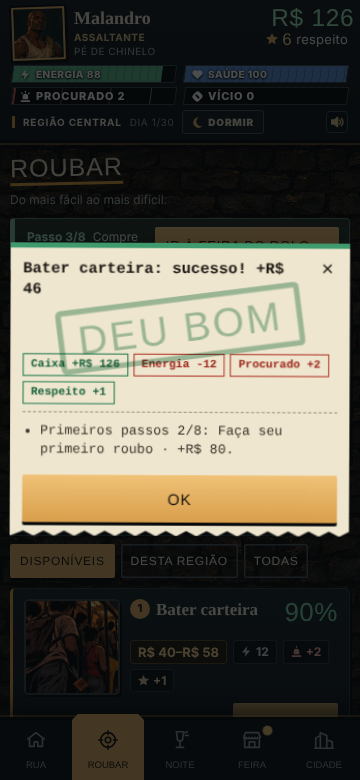 Malandro
ASSALTANTE
PÉ DE CHINELO
R$ 126
6 respeito
ENERGIA 88
SAÚDE 100
PROCURADO 2
VÍCIO 0
REGIÃO CENTRAL DIA 1/30 DORMIR
ROUBAR
Do mais fácil ao mais difícil.
Passo 3/8 Compre
Bater carteira: sucesso! +R$
46
×
DEU BOM
Caixa +R$ 126 Energia -12 Procurado +2
Respeito +1
• Primeiros passos 2/8: Faça seu
primeiro roubo · +R$ 80.
OK
DISPONÍVEIS DESTA REGIÃO TODAS
1 Bater carteira 90%
R$ 40–R$ 58 12 +2
+1
RUA ROUBAR NOITE FEIRA CIDADE